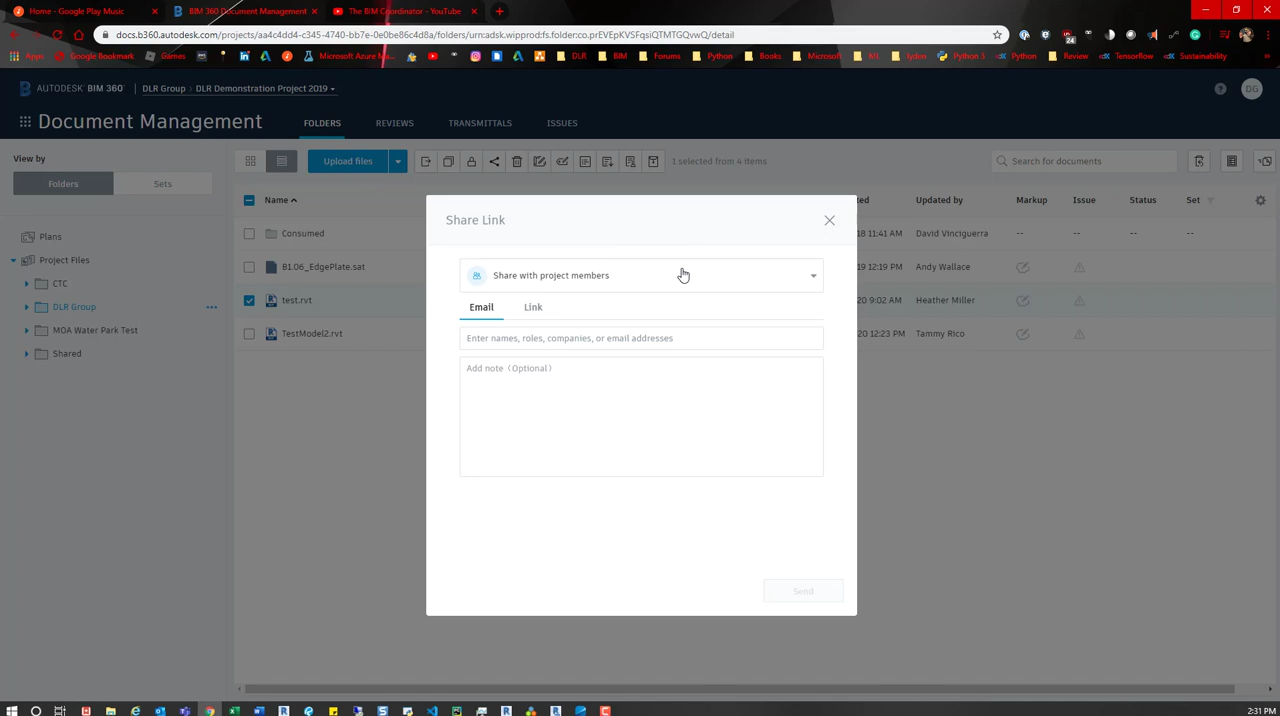 Home - Google Play Music
BIM 360 Document Management
The BIM Coordinator - YouTube
docs.b360.autodesk.com/projects/aa4c4dd4-c345-4740-bb7e-0e0be86c4d8a/folders/urn:adsk.wipprod:fs.folder:co.prEVEpKVSFqsiQTMTGQvwQ/detail
Apps Google Bookmark Games Microsoft Azure Ma... DLR BIM Forums Python Books Microsoft Python 3 Python Review Tensorflow Sustainability
AUTODESK BIM 360 DLR Group > DLR Demonstration Project 2019 DG
Document Management FOLDERS REVIEWS TRANSMITTALS ISSUES
View by
Upload files 1 selected from 4 items Search for documents
Folders Sets
Name Updated by Markup Issue Status Set
Plans
Consumed 18 11:41 AM David Vinciguerra -- -- -- --
Project Files
B1.06_EdgePlate.sat 19 12:19 PM Andy Wallace
CTC
test.rvt 20 9:02 AM Heather Miller
DLR Group
MOA Water Park Test
TestModel2.rvt 20 12:23 PM Tammy Rico
Shared
Share Link
Share with project members
Email Link
Enter names, roles, companies, or email addresses
Add note (Optional)
Send
2:31 PM